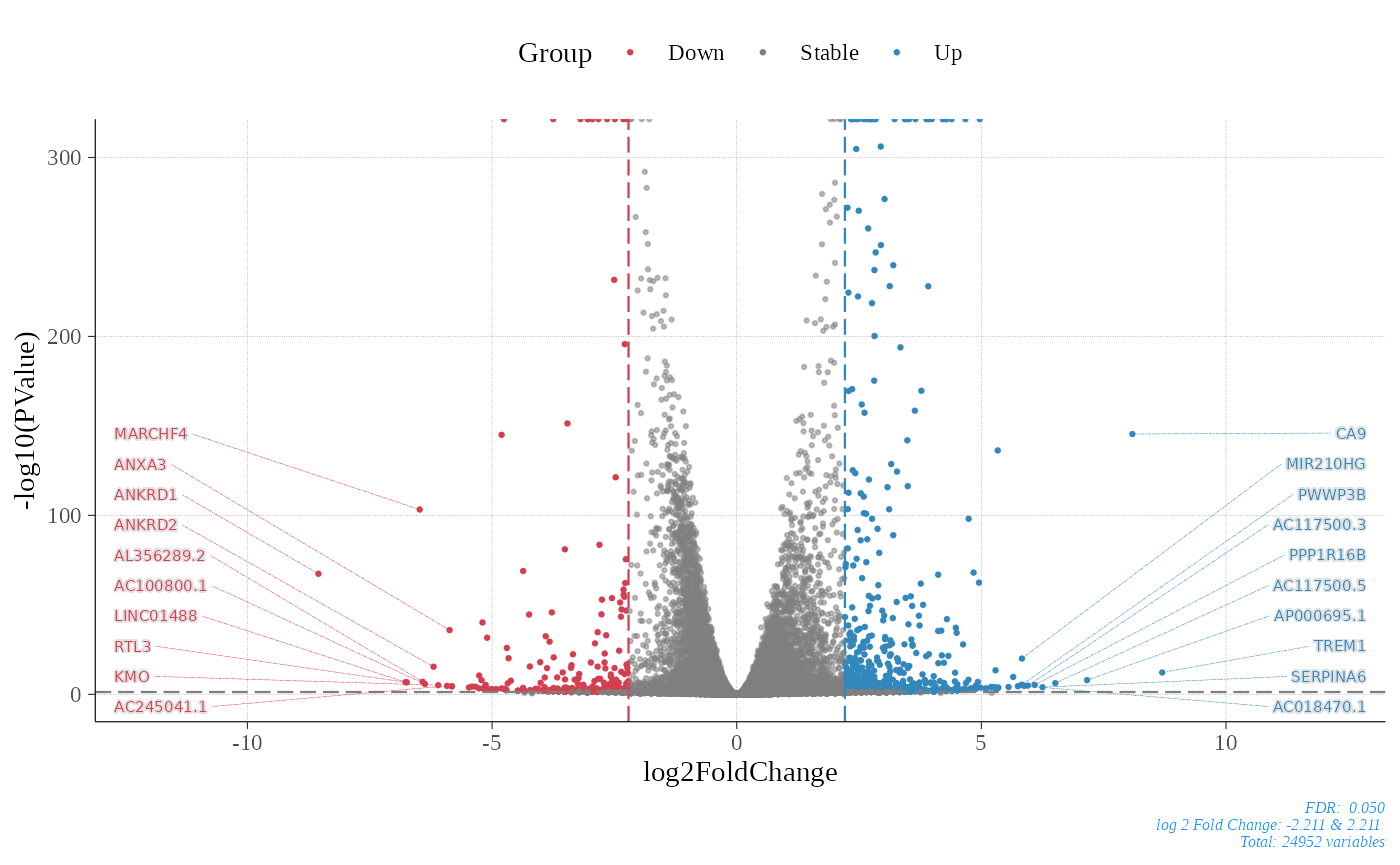 Group Down Stable Up
-log10(PValue)
300
200
100
0
MARCHF4
ANXA3
ANKRD1
ANKRD2
AL356289.2
AC100800.1
LINC01488
RTL3
KMO
AC245041.1
CA9
MIR210HG
PWWP3B
AC117500.3
PPP1R16B
AC117500.5
AP000695.1
TREM1
SERPINA6
AC018470.1
-10 -5 0 5 10
log2FoldChange
FDR: 0.050
log 2 Fold Change: -2.211 & 2.211
Total: 24952 variables